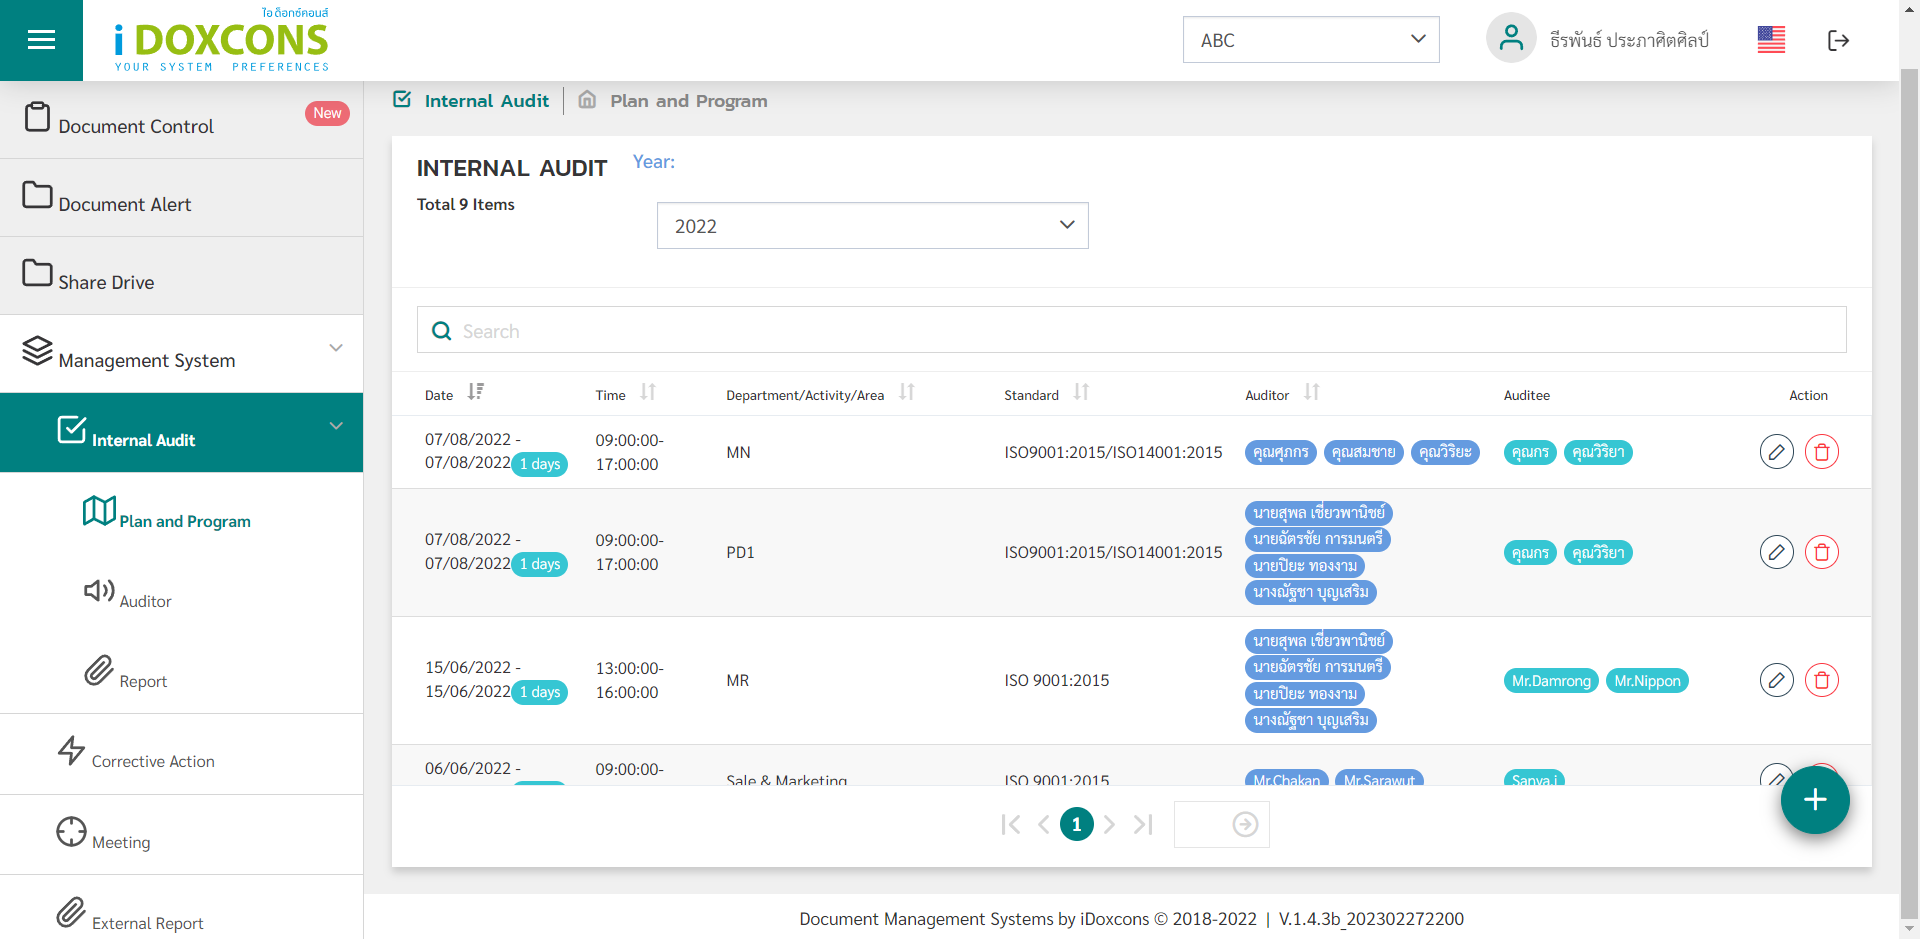 ไอ ด็อกซ์คอนส์
i DOXCONS
YOUR SYSTEM PREFERENCES
ABC
ธีรพันธ์ ประภาศิตศิลป์
Document Control
New
Document Alert
Share Drive
Management System
Internal Audit
Plan and Program
Auditor
Report
Corrective Action
Meeting
External Report
Internal Audit
Plan and Program
INTERNAL AUDIT
Year:
Total 9 Items
2022
Search
Date Time Department/Activity/Area Standard Auditor Auditee Action
07/08/2022 -
07/08/2022 1 days
09:00:00-
17:00:00
MN
ISO9001:2015/ISO14001:2015
คุณศุภกร คุณสมชาย คุณวิริยะ
คุณกร คุณวิริยา
07/08/2022 -
07/08/2022 1 days
09:00:00-
17:00:00
PD1
ISO9001:2015/ISO14001:2015
นายสุพล เชี่ยวพานิชย์
นายฉัตรชัย การมนตรี
นายปิยะ ทองงาม
นางณัฐชา บุญเสริม
คุณกร คุณวิริยา
15/06/2022 -
15/06/2022 1 days
13:00:00-
16:00:00
MR
ISO 9001:2015
นายสุพล เชี่ยวพานิชย์
นายฉัตรชัย การมนตรี
นายปิยะ ทองงาม
นางณัฐชา บุญเสริม
Mr.Damrong Mr.Nippon
06/06/2022 -
09:00:00-
Sale & Marketing
ISO 9001:2015
Mr.Chakan Mr.Sarawut
Sanya.j
1
Document Management Systems by iDoxcons © 2018-2022 | V.1.4.3b_202302272200